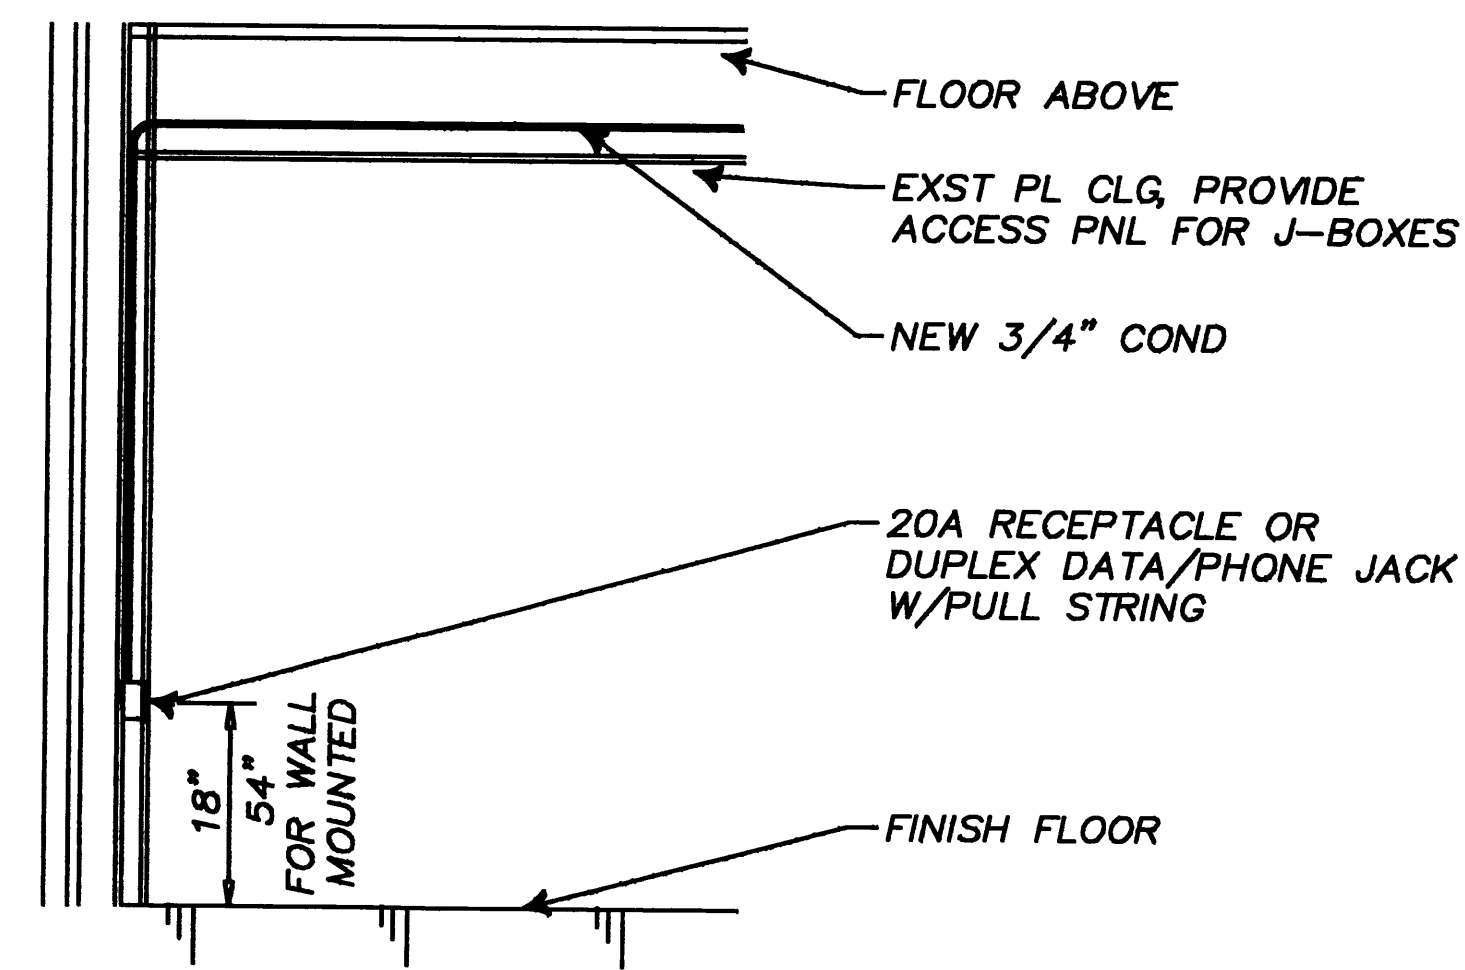 FLOOR ABOVE
EXST PL CLG, PROVIDE
ACCESS PNL FOR J-BOXES
NEW 3/4" COND
20A RECEPTACLE OR
DUPLEX DATA/PHONE JACK
W/PULL STRING
18"
54"
FOR WALL
MOUNTED
FINISH FLOOR